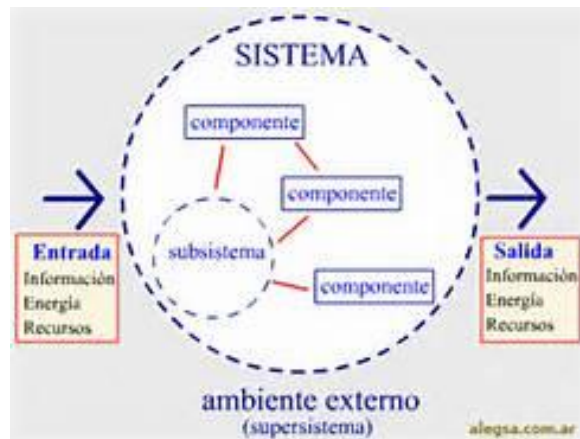 SISTEMA
componente
componente
subsistema
componente
Entrada
Información
Energía
Recursos
Salida
Información
Energía
Recursos
ambiente externo
(supersistema)
alegsa.com.ar